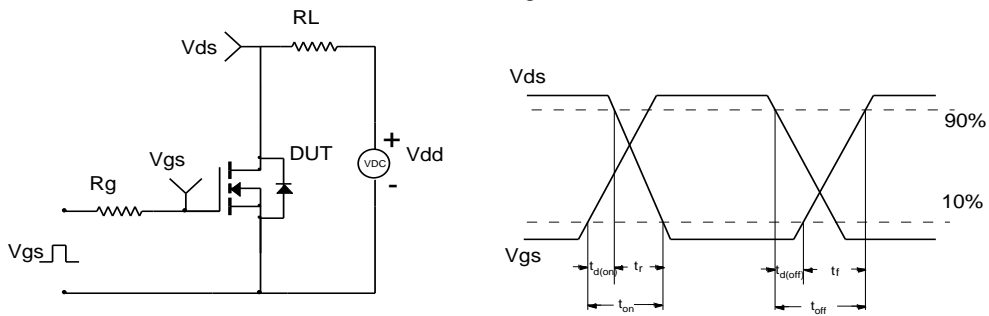 RL
Vds
Vgs
DUT
Rg
VDC
+
-
Vdd
Vgs
Vds
90%
10%
Vgs
td(on)
tr
td(off)
tf
ton
toff